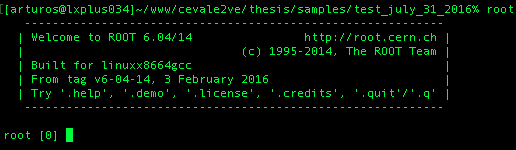 [[arturos@lxplus034]~/www/cevale2ve/thesis/samples/test_july_31_2016% root
------------------------------------------------------------
| Welcome to ROOT 6.04/14 http://root.cern.ch |
| (c) 1995-2014, The ROOT Team |
| Built for linuxx8664gcc |
| From tag v6-04-14, 3 February 2016 |
| Try '.help', '.demo', '.license', '.credits', '.quit'/'.q' |
------------------------------------------------------------
root [0]